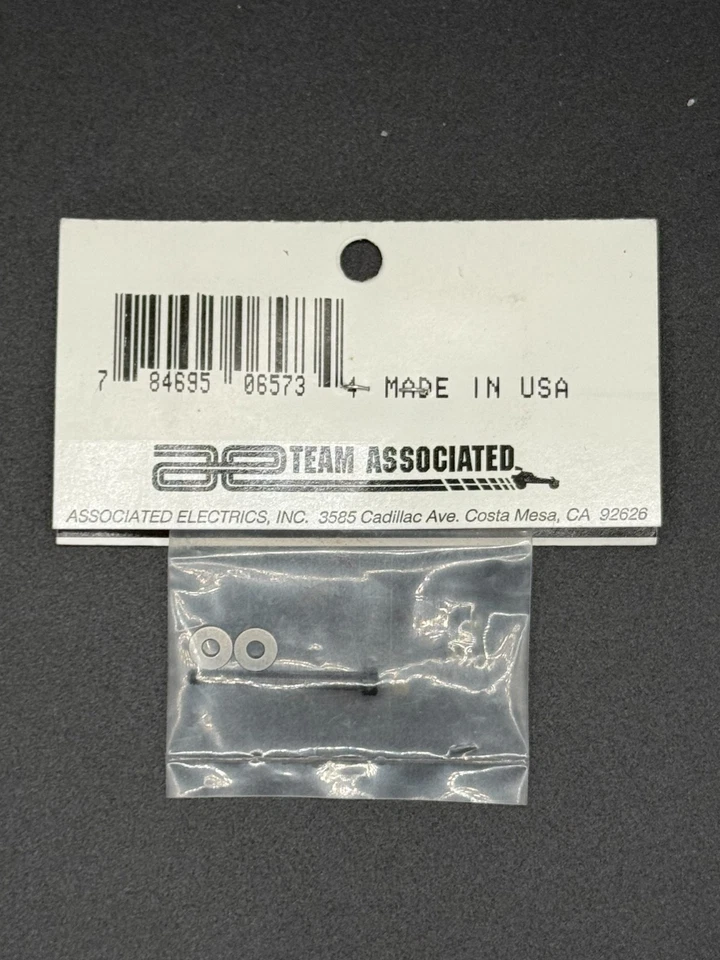 7 84695 06573 4 MADE IN USA
ae TEAM ASSOCIATED
ASSOCIATED ELECTRICS, INC. 3585 Cadillac Ave. Costa Mesa, CA 92626